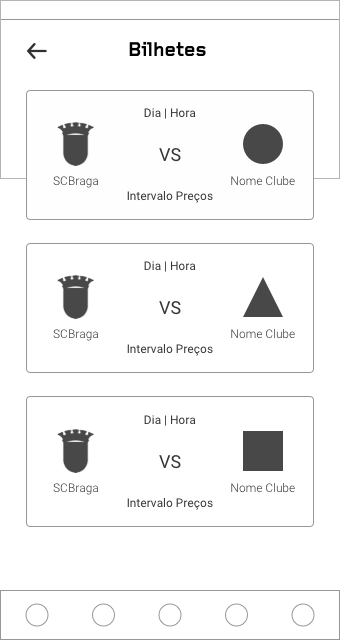 Bilhetes
Dia | Hora
VS
SCBraga
Nome Clube
Intervalo Preços
Dia | Hora
VS
SCBraga
Nome Clube
Intervalo Preços
Dia | Hora
VS
SCBraga
Nome Clube
Intervalo Preços